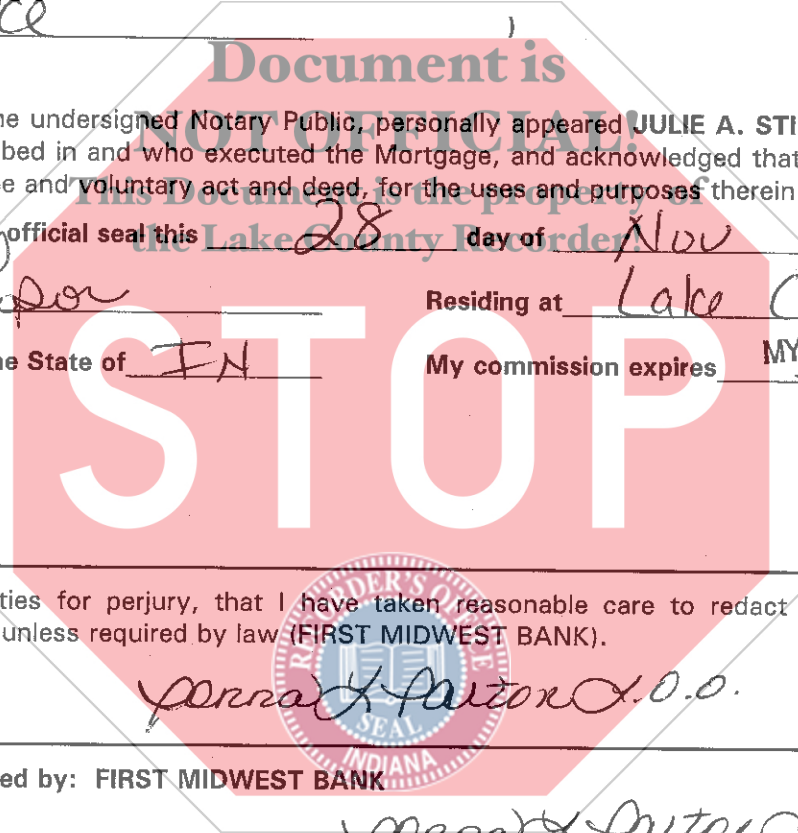 Document is
NOT OFFICIAL!
ne undersigned Notary Public, personally appeared JULIE A. STI
bed in and who executed the Mortgage, and acknowledged that
e and voluntary act and deed, for the uses and purposes therein
This Document is the property of
official seal this 28 day of Nov
the Lake County Recorder!
Residing at Lake C
ne State of IN My commission expires MY
STOP
ties for perjury, that I have taken reasonable care to redact
unless required by law (FIRST MIDWEST BANK).
RECORDER'S OFFICE
SEAL
INDIANA
ed by: FIRST MIDWEST BANK